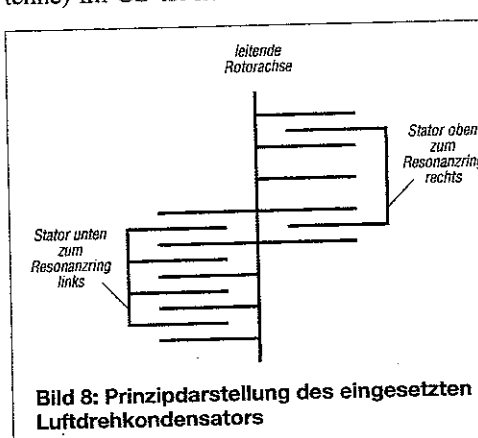 leitende
Rotorachse
Stator oben
zum
Resonanzring
rechts
Stator unten
zum
Resonanzring
links
Bild 8: Prinzipdarstellung des eingesetzten
Luftdrehkondensators